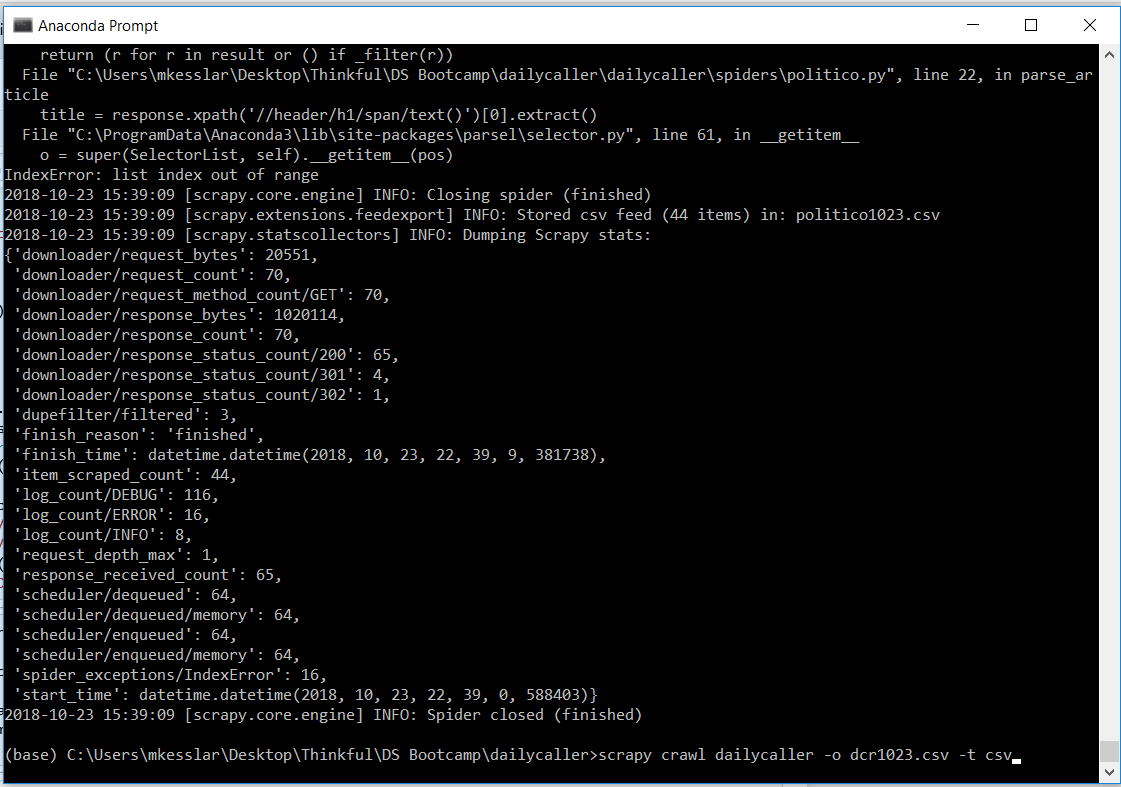 Anaconda Prompt
return (r for r in result or () if _filter(r))
File "C:\Users\mkesslar\Desktop\Thinkful\DS Bootcamp\dailycaller\dailycaller\spiders\politico.py", line 22, in parse_ar
ticle
title = response.xpath('//header/h1/span/text()')[0].extract()
File "C:\ProgramData\Anaconda3\lib\site-packages\parsel\selector.py", line 61, in __getitem__
o = super(SelectorList, self).__getitem__(pos)
IndexError: list index out of range
2018-10-23 15:39:09 [scrapy.core.engine] INFO: Closing spider (finished)
2018-10-23 15:39:09 [scrapy.extensions.feedexport] INFO: Stored csv feed (44 items) in: politico1023.csv
2018-10-23 15:39:09 [scrapy.statscollectors] INFO: Dumping Scrapy stats:
{'downloader/request_bytes': 20551,
'downloader/request_count': 70,
'downloader/request_method_count/GET': 70,
'downloader/response_bytes': 1020114,
'downloader/response_count': 70,
'downloader/response_status_count/200': 65,
'downloader/response_status_count/301': 4,
'downloader/response_status_count/302': 1,
'dupefilter/filtered': 3,
'finish_reason': 'finished',
'finish_time': datetime.datetime(2018, 10, 23, 22, 39, 9, 381738),
'item_scraped_count': 44,
'log_count/DEBUG': 116,
'log_count/ERROR': 16,
'log_count/INFO': 8,
'request_depth_max': 1,
'response_received_count': 65,
'scheduler/dequeued': 64,
'scheduler/dequeued/memory': 64,
'scheduler/enqueued': 64,
'scheduler/enqueued/memory': 64,
'spider_exceptions/IndexError': 16,
'start_time': datetime.datetime(2018, 10, 23, 22, 39, 0, 588403)}
2018-10-23 15:39:09 [scrapy.core.engine] INFO: Spider closed (finished)
(base) C:\Users\mkesslar\Desktop\Thinkful\DS Bootcamp\dailycaller>scrapy crawl dailycaller -o dcr1023.csv -t csv